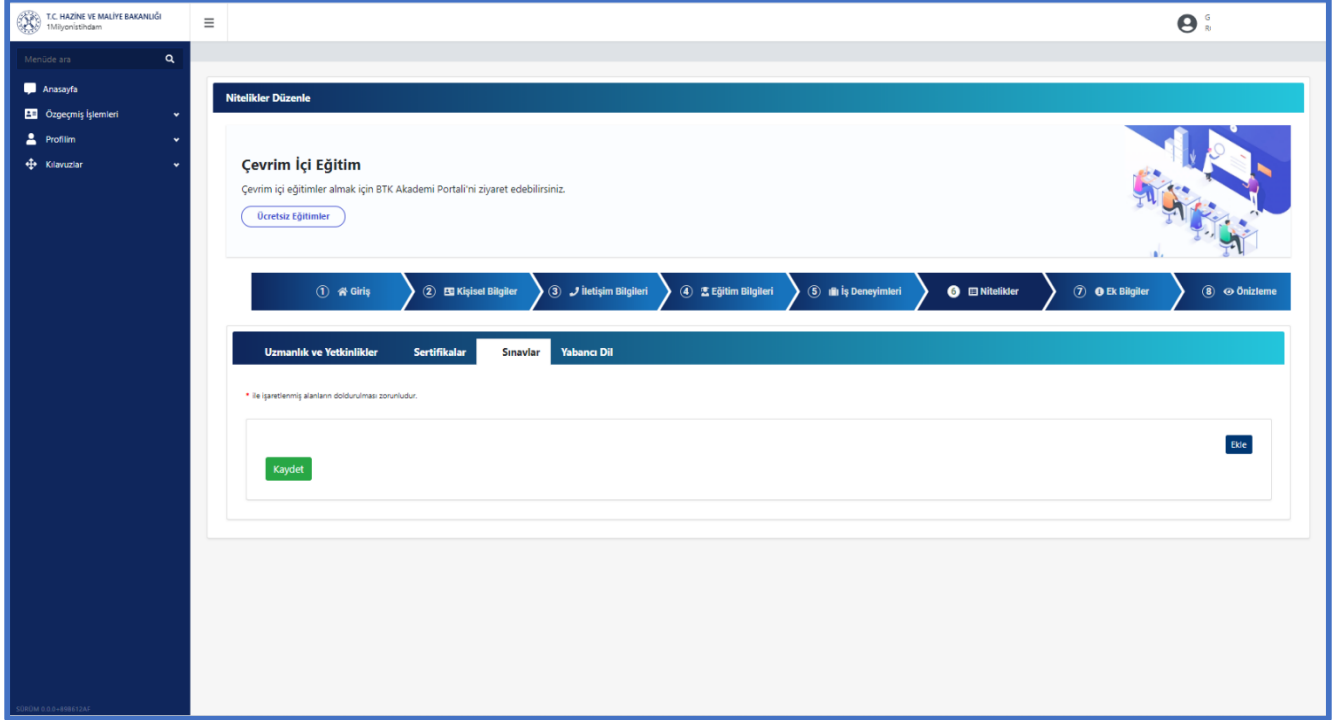 T.C. HAZİNE VE MALİYE BAKANLIĞI
1Milyonistihdam
Menüde ara
Anasayfa
Özgeçmiş İşlemleri
Profilim
Kılavuzlar
Nitelikler Düzenle
Çevrim İçi Eğitim
Çevrim içi eğitimler almak için BTK Akademi Portali'ni ziyaret edebilirsiniz.
Ücretsiz Eğitimler
1 Giriş 2 Kişisel Bilgiler 3 İletişim Bilgileri 4 Eğitim Bilgileri 5 İş Deneyimleri 6 Nitelikler 7 Ek Bilgiler 8 Önizleme
Uzmanlık ve Yetkinlikler Sertifikalar Sınavlar Yabancı Dil
* ile işaretlenmiş alanların doldurulması zorunludur.
Ekle
Kaydet